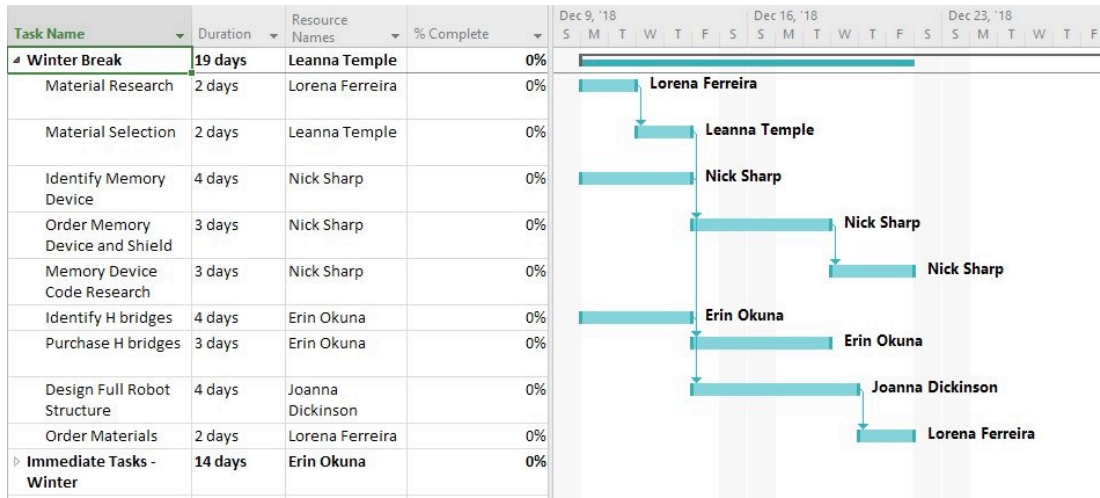 Dec 9, '18 Dec 16, '18 Dec 23, '18
Task Name Duration Resource Names % Complete S M T W T F S S M T W T F S S M T W T F
Winter Break 19 days Leanna Temple 0%
Material Research 2 days Lorena Ferreira 0% Lorena Ferreira
Material Selection 2 days Leanna Temple 0% Leanna Temple
Identify Memory 4 days Nick Sharp 0% Nick Sharp
Device
Order Memory 3 days Nick Sharp 0% Nick Sharp
Device and Shield
Memory Device 3 days Nick Sharp 0% Nick Sharp
Code Research
Identify H bridges 4 days Erin Okuna 0% Erin Okuna
Purchase H bridges 3 days Erin Okuna 0% Erin Okuna
Design Full Robot 4 days Joanna 0% Joanna Dickinson
Structure Dickinson
Order Materials 2 days Lorena Ferreira 0% Lorena Ferreira
Immediate Tasks - 14 days Erin Okuna 0%
Winter